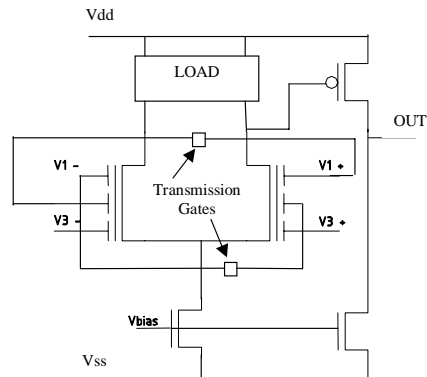 Vdd
LOAD
OUT
V1 -
V1 +
Transmission
Gates
V3 -
V3 +
Vbias
Vss